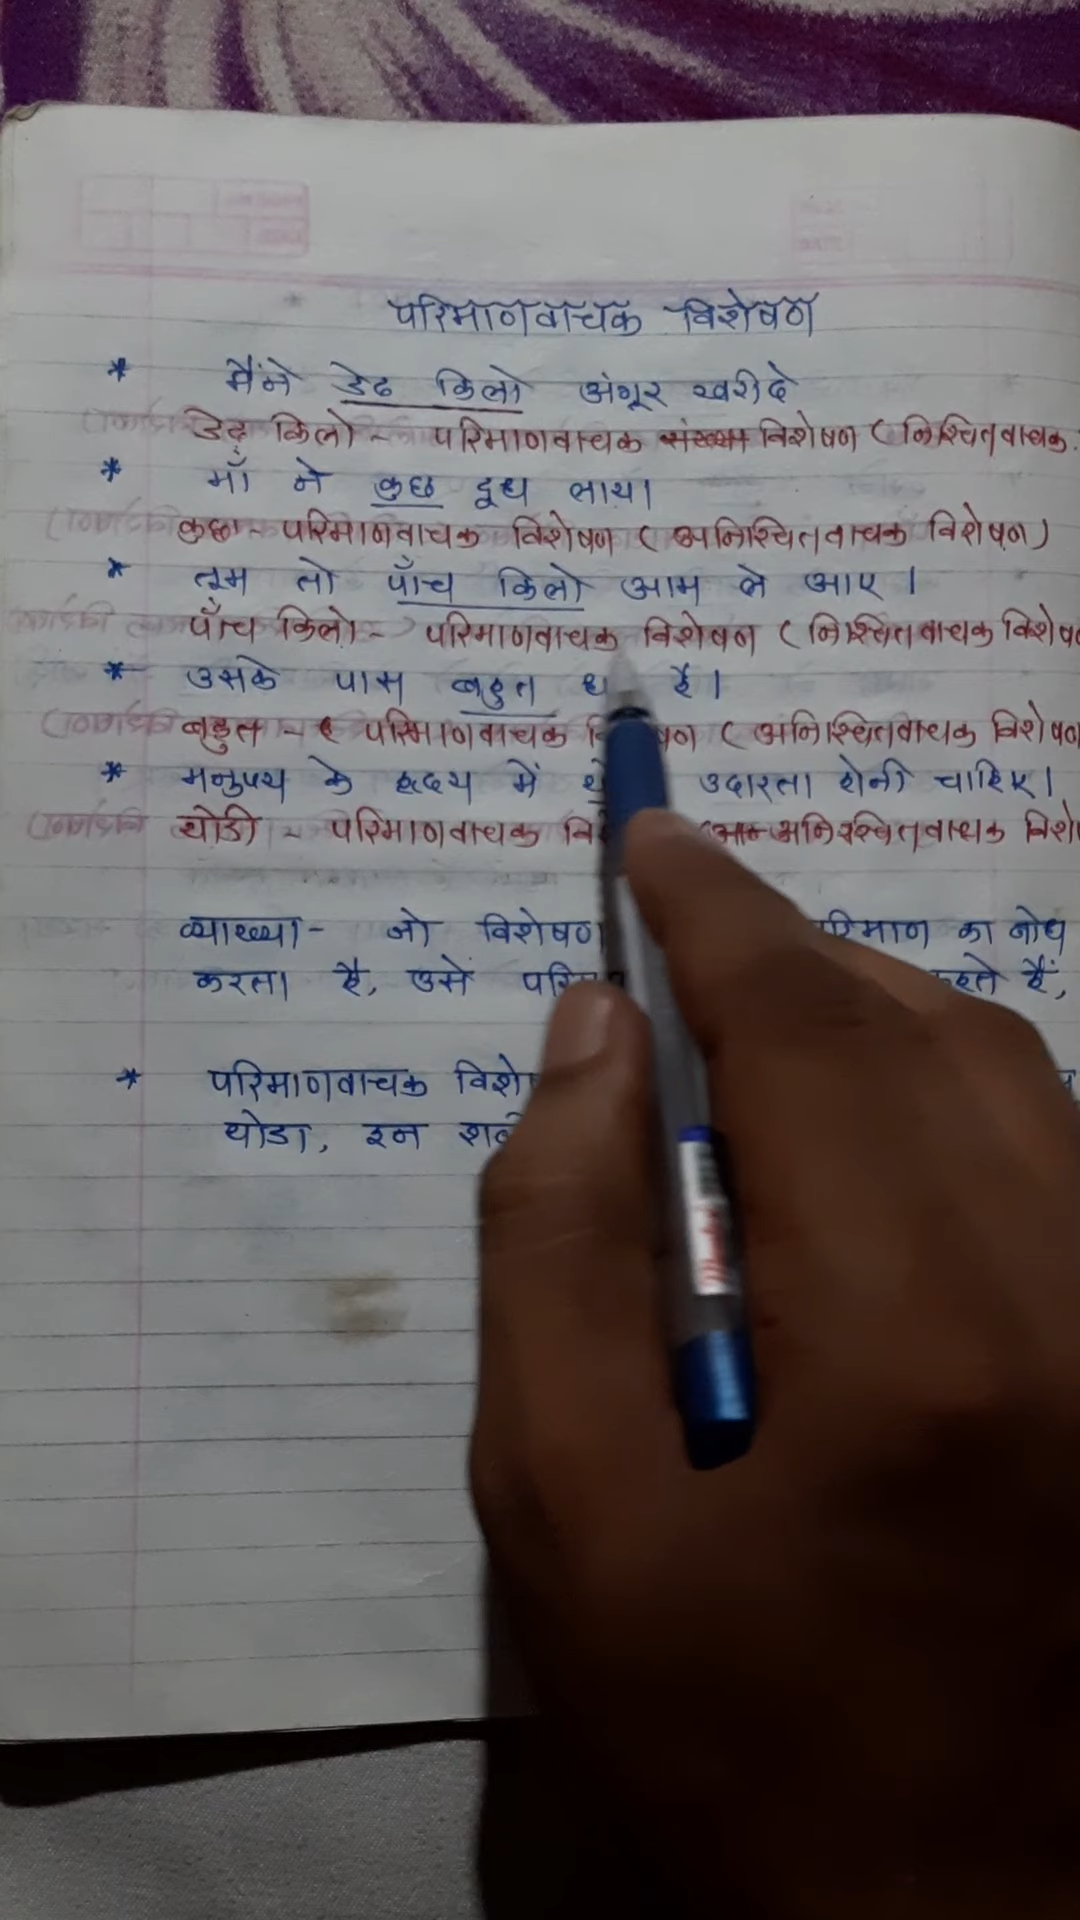 परिमाणवाचक विशेषण
* मैंने डेढ किलो अंगूर खरीदे
डेढ़ किलो - परिमाणवाचक संख्या विशेषण ( निश्चितवाचक
* माँ ने कुछ दूध लाया।
कुछ - परिमाणवाचक विशेषण ( अनिश्चितवाचक विशेषण )
* तूम तो पाँच किलो आम ले आए ।
पाँच किलो - परिमाणवाचक विशेषण ( निश्चितवाचक
* उसके पास बहुत है।
बहुत - परिमाणवाचक ( अनिश्चितवाचक विशेषण
* मनुष्य के हृदय में उदारता होनी चाहिए।
थोडी - परिमाणवाचक अनिश्चितवाचक
व्याख्या - जो विशेषण का बोध
करता है, उसे कहते हैं,
* परिमाणवाचक
थोडा, इन